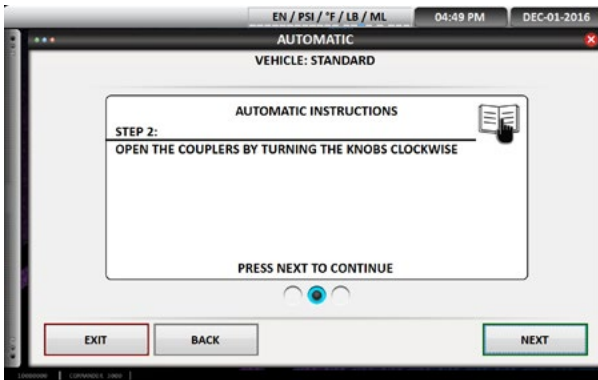 EN / PSI / °F / LB / ML 04:49 PM DEC-01-2016
AUTOMATIC
VEHICLE: STANDARD
AUTOMATIC INSTRUCTIONS
STEP 2:
OPEN THE COUPLERS BY TURNING THE KNOBS CLOCKWISE
PRESS NEXT TO CONTINUE
EXIT BACK NEXT